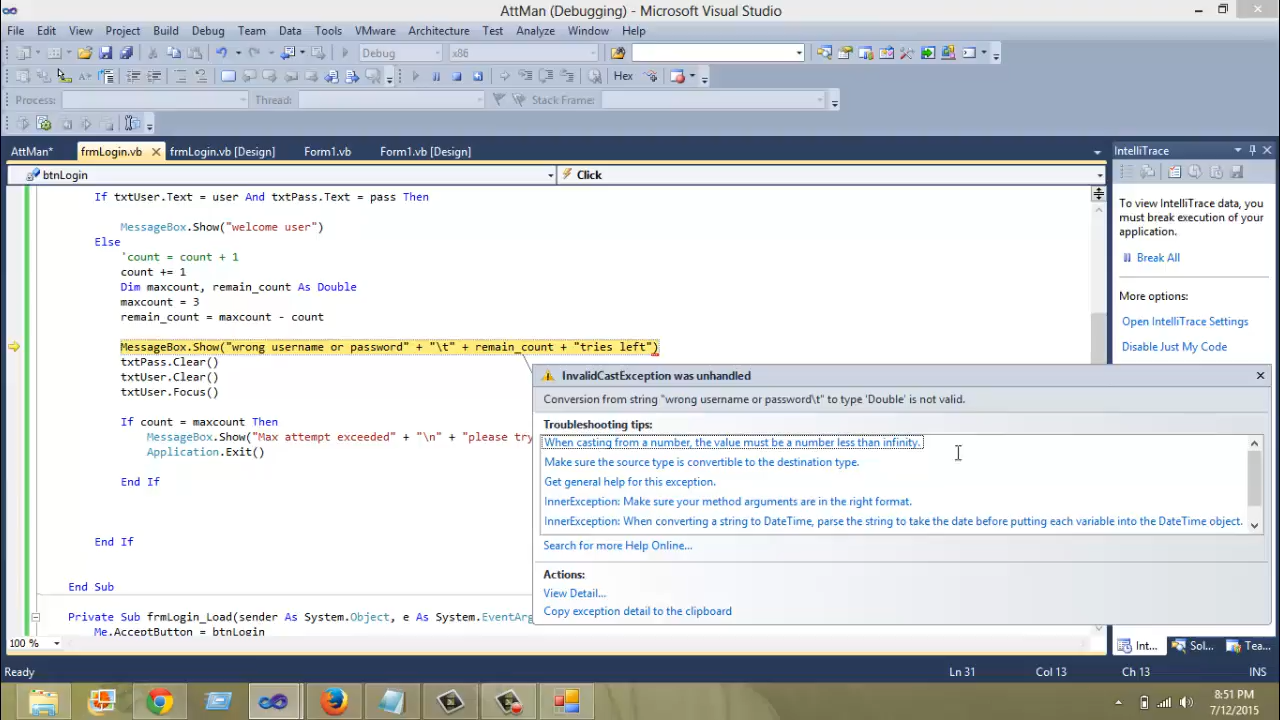 AttMan (Debugging) - Microsoft Visual Studio
File Edit View Project Build Debug Team Data Tools VMware Architecture Test Analyze Window Help
Debug x86
Hex
Process: Thread: Stack Frame:
AttMan* frmLogin.vb frmLogin.vb [Design] Form1.vb Form1.vb [Design]
btnLogin Click
If txtUser.Text = user And txtPass.Text = pass Then
MessageBox.Show("welcome user")
Else
'count = count + 1
count += 1
Dim maxcount, remain_count As Double
maxcount = 3
remain_count = maxcount - count
MessageBox.Show("wrong username or password" + "\t" + remain_count + "tries left")
txtPass.Clear()
txtUser.Clear()
txtUser.Focus()
If count = maxcount Then
MessageBox.Show("Max attempt exceeded" + "\n" + "please try
Application.Exit()
End If
End If
End Sub
Private Sub frmLogin_Load(sender As System.Object, e As System.EventArg
Me.AcceptButton = btnLogin
100 %
InvalidCastException was unhandled
Conversion from string "wrong username or password\t" to type 'Double' is not valid.
Troubleshooting tips:
When casting from a number, the value must be a number less than infinity.
Make sure the source type is convertible to the destination type.
Get general help for this exception.
InnerException: Make sure your method arguments are in the right format.
InnerException: When converting a string to DateTime, parse the string to take the date before putting each variable into the DateTime object.
Search for more Help Online...
Actions:
View Detail...
Copy exception detail to the clipboard
IntelliTrace
To view IntelliTrace data, you
must break execution of your
application.
Break All
More options:
Open IntelliTrace Settings
Disable Just My Code
Int... Sol... Tea...
Ready Ln 31 Col 13 Ch 13 INS
8:51 PM
7/12/2015